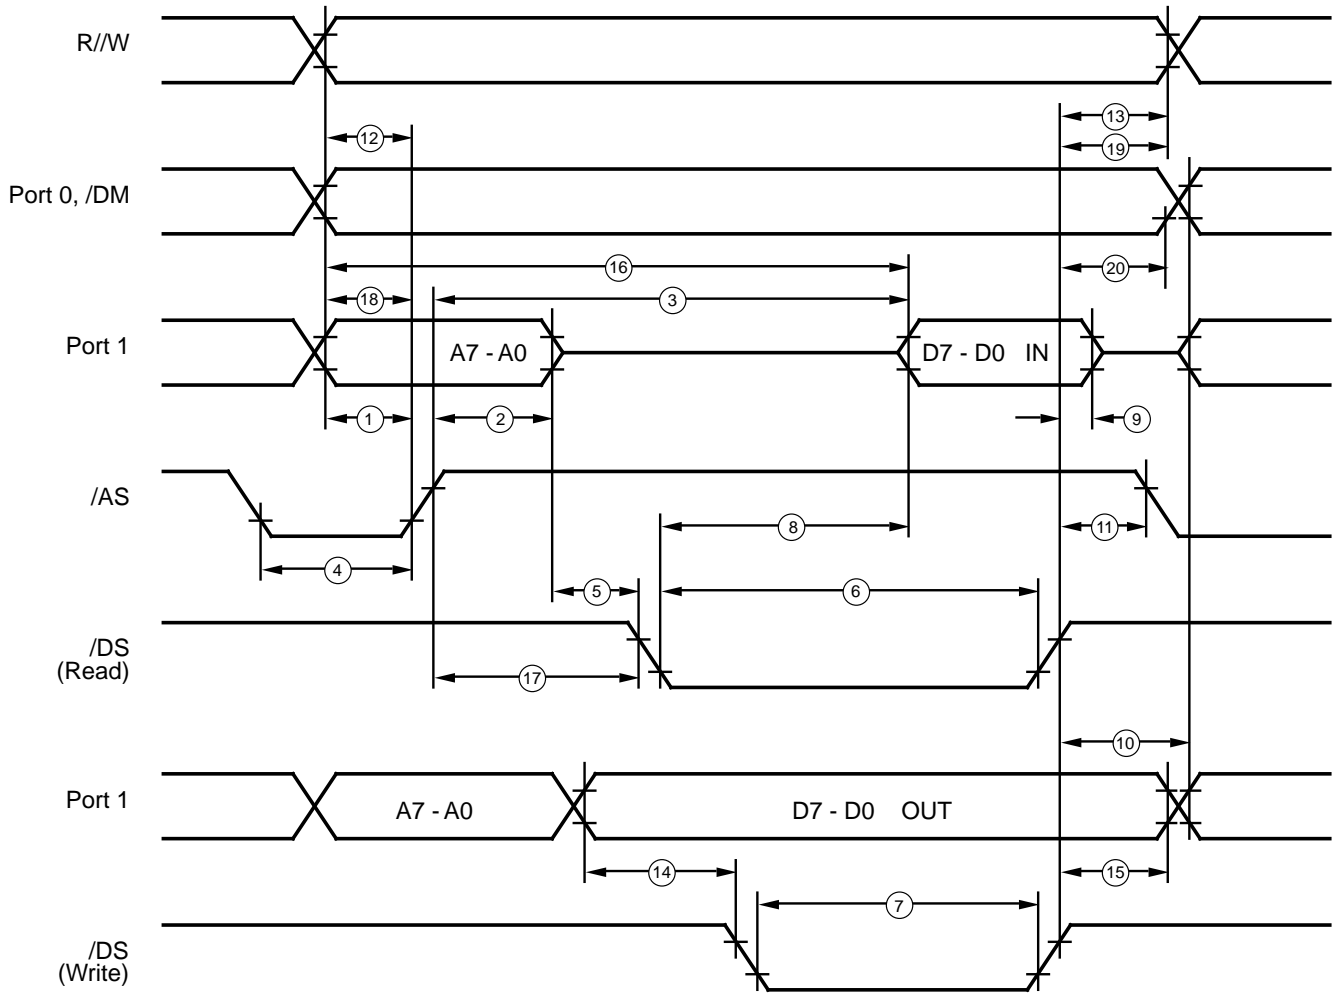 R//W
13
12
19
Port 0, /DM
16
20
18
3
Port 1
A7 - A0
D7 - D0 IN
1
2
9
/AS
8
11
4
5
6
/DS
(Read)
17
10
Port 1
A7 - A0
D7 - D0 OUT
14
15
7
/DS
(Write)